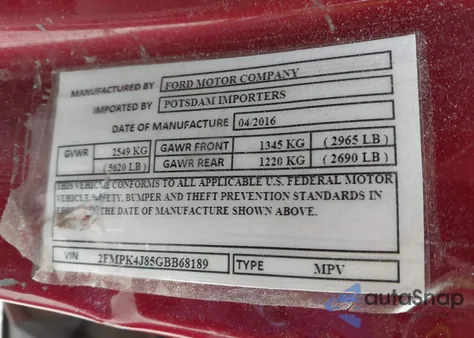 MANUFACTURED BY FORD MOTOR COMPANY
IMPORTED BY POTSDAM IMPORTERS
DATE OF MANUFACTURE 04/2016
GVWR 2549 KG GAWR FRONT 1345 KG ( 2965 LB )
( 5620 LB ) GAWR REAR 1220 KG ( 2690 LB )
THIS VEHICLE CONFORMS TO ALL APPLICABLE U.S. FEDERAL MOTOR
VEHICLE SAFETY, BUMPER AND THEFT PREVENTION STANDARDS IN
THE DATE OF MANUFACTURE SHOWN ABOVE.
VIN 2FMPK4J85GBB68189 TYPE MPV
autoSnap